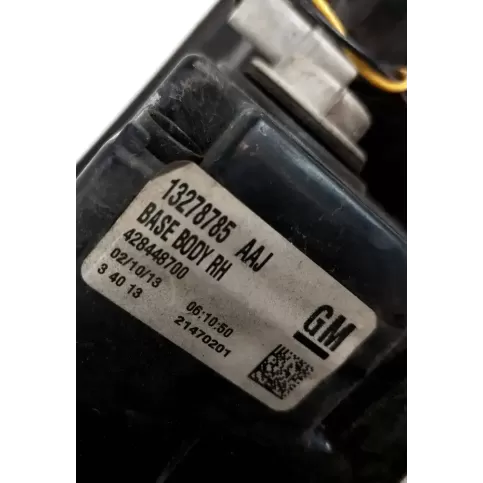 13278785 AAJ
BASE BODY RH
428448700
02/10/13 06:10:50
3 40 13 21470201
GM